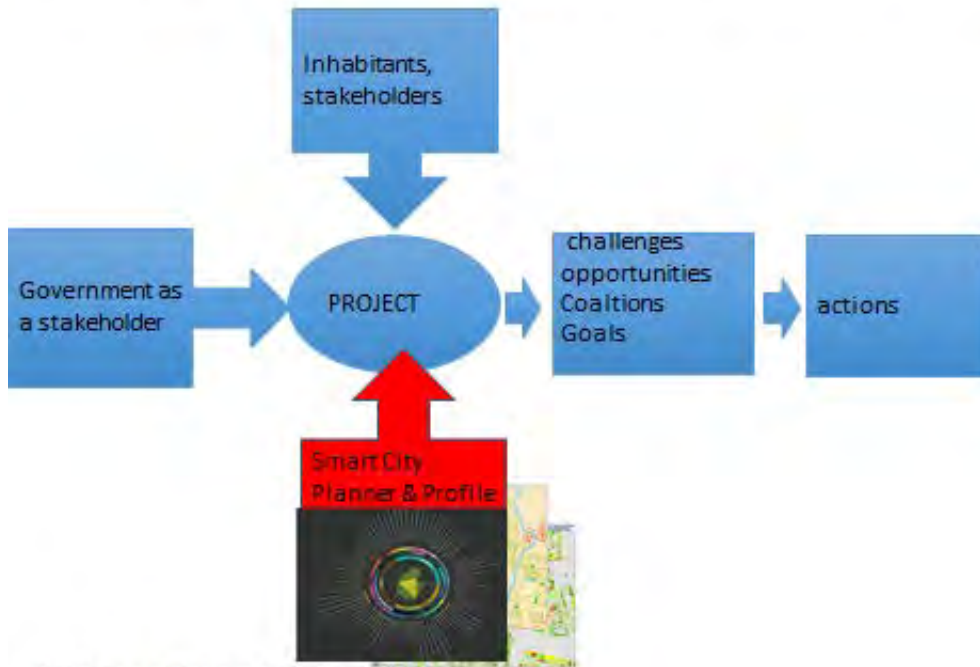 Inhabitants,
stakeholders
Government as
a stakeholder
PROJECT
challenges
opportunities
Coaltions
Goals
actions
Smart City
Planner & Profile